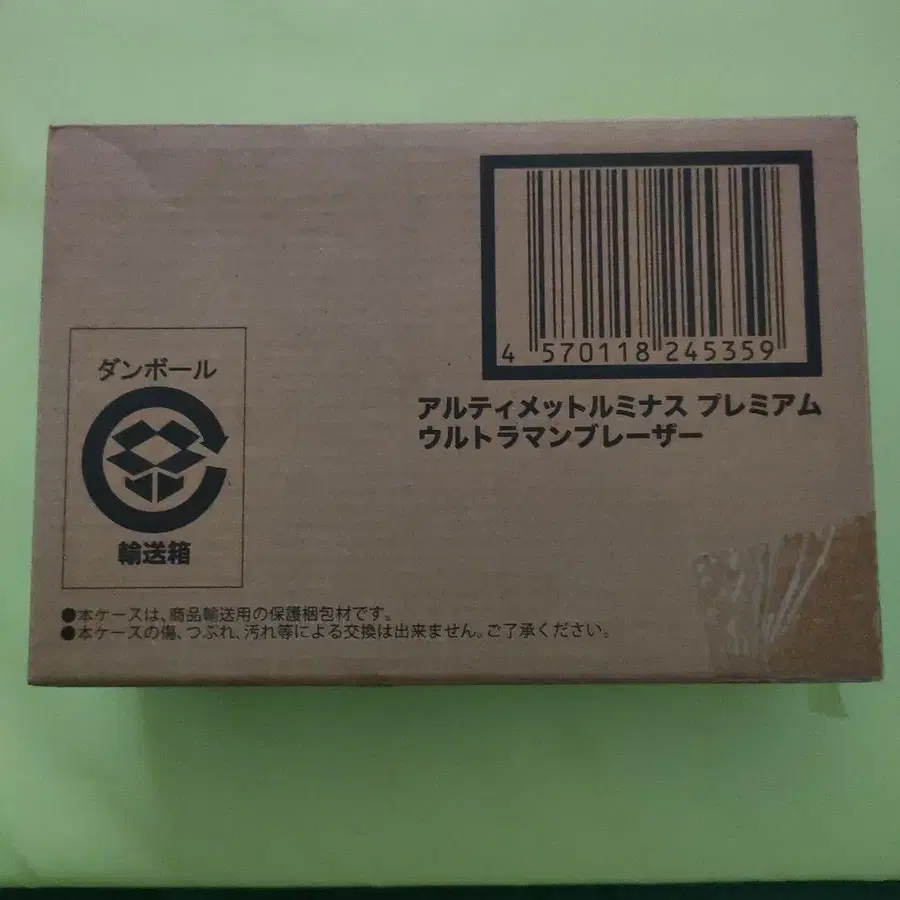 4 570118 245359
アルティメットルミナス プレミアム
ウルトラマンブレーザー
ダンボール
輸送箱
●本ケースは、商品輸送用の保護梱包材です。
●本ケースの傷、つぶれ、汚れ等による交換は出来ません。ご了承ください。